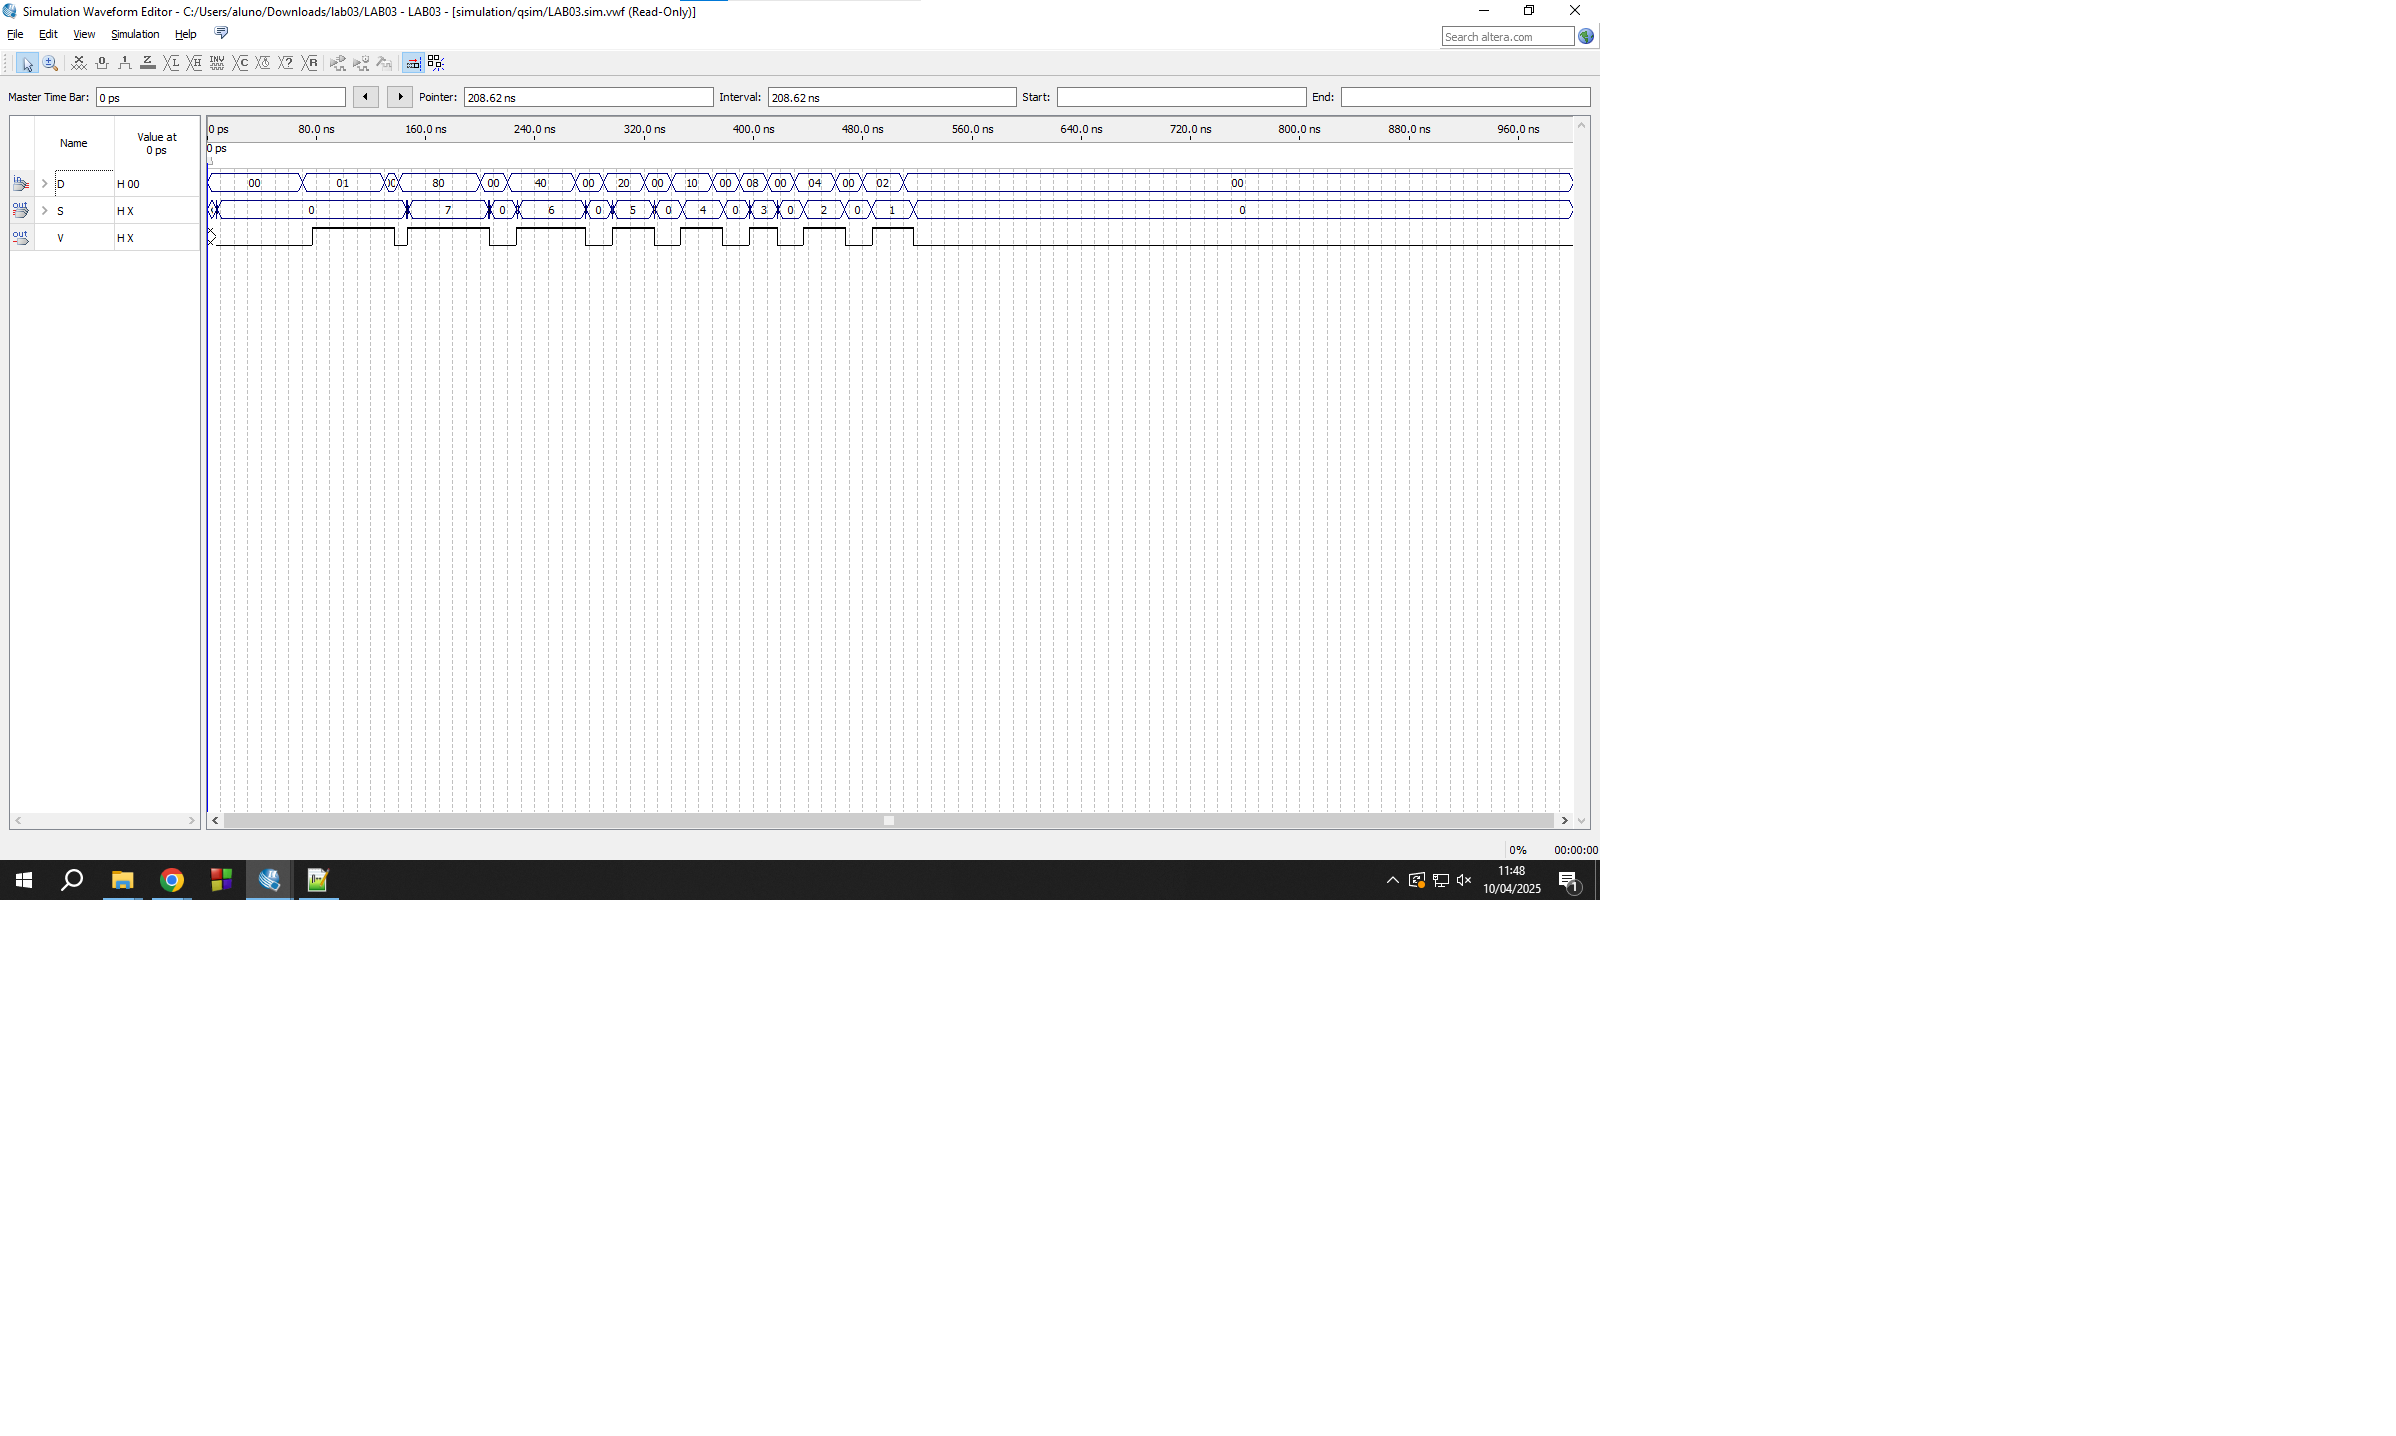 Simulation Waveform Editor - C:/Users/aluno/Downloads/lab03/LAB03 - LAB03 - [simulation/qsim/LAB03.sim.vwf (Read-Only)]
File Edit View Simulation Help
Search altera.com
Master Time Bar: 0 ps Pointer: 208.62 ns Interval: 208.62 ns Start: End:
Name Value at 0 ps
0 ps 80.0 ns 160.0 ns 240.0 ns 320.0 ns 400.0 ns 480.0 ns 560.0 ns 640.0 ns 720.0 ns 800.0 ns 880.0 ns 960.0 ns
0 ps
in D H 00 00 01 80 00 40 00 20 00 10 00 08 00 04 00 02 00
out S H X 0 7 0 6 0 5 0 4 0 3 0 2 0 1 0
out V H X
0% 00:00:00
11:48
10/04/2025
1